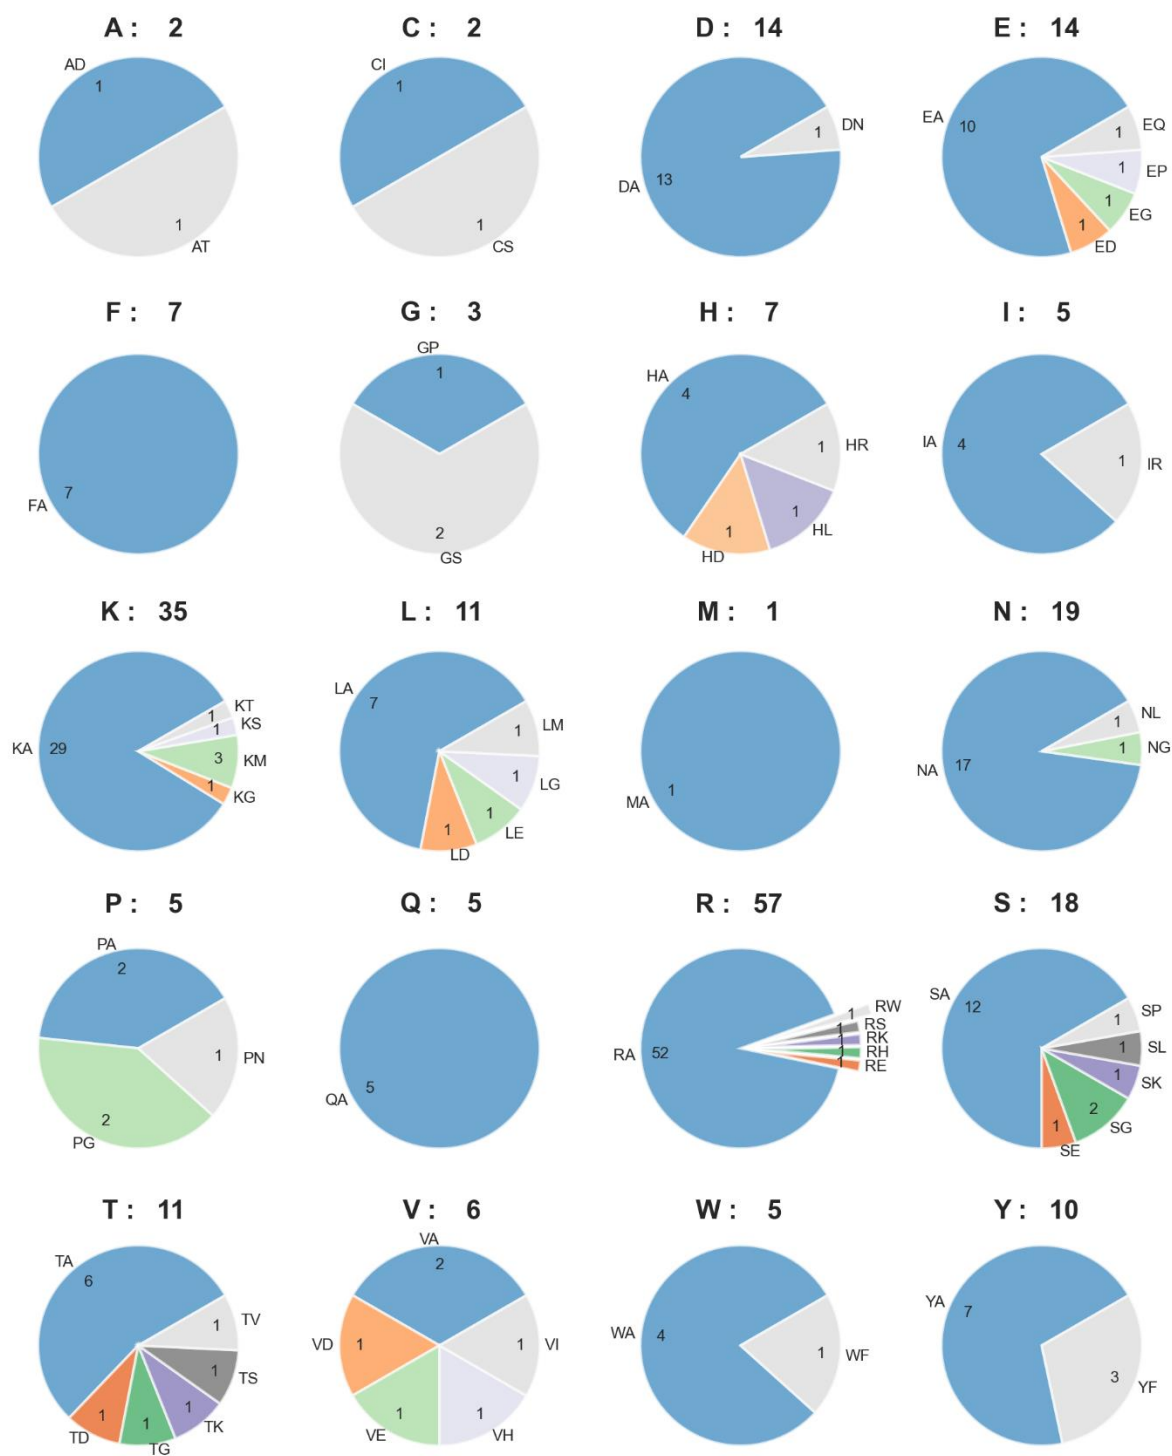 A : 2
AD
1
1
AT
C : 2
CI
1
1
CS
D : 14
1
DN
DA
13
E : 14
EA
10
1
EQ
1
EP
1
EG
1
ED
F : 7
7
FA
G : 3
GP
1
2
GS
H : 7
HA
4
1
HR
1
HL
1
HD
I : 5
IA
4
1
IR
K : 35
KA
29
1
KT
1
KS
3
KM
1
KG
L : 11
LA
7
1
LM
1
LG
1
LE
1
LD
M : 1
1
MA
N : 19
1
NL
1
NG
NA
17
P : 5
PA
2
1
PN
2
PG
Q : 5
5
QA
R : 57
RA
52
1
RW
1
RS
1
RK
1
RH
1
RE
S : 18
SA
12
1
SP
1
SL
1
SK
2
SG
1
SE
T : 11
TA
6
1
TV
1
TS
1
TK
1
TG
1
TD
V : 6
VA
2
VD
1
1
VI
1
VE
1
VH
W : 5
WA
4
1
WF
Y : 10
YA
7
3
YF